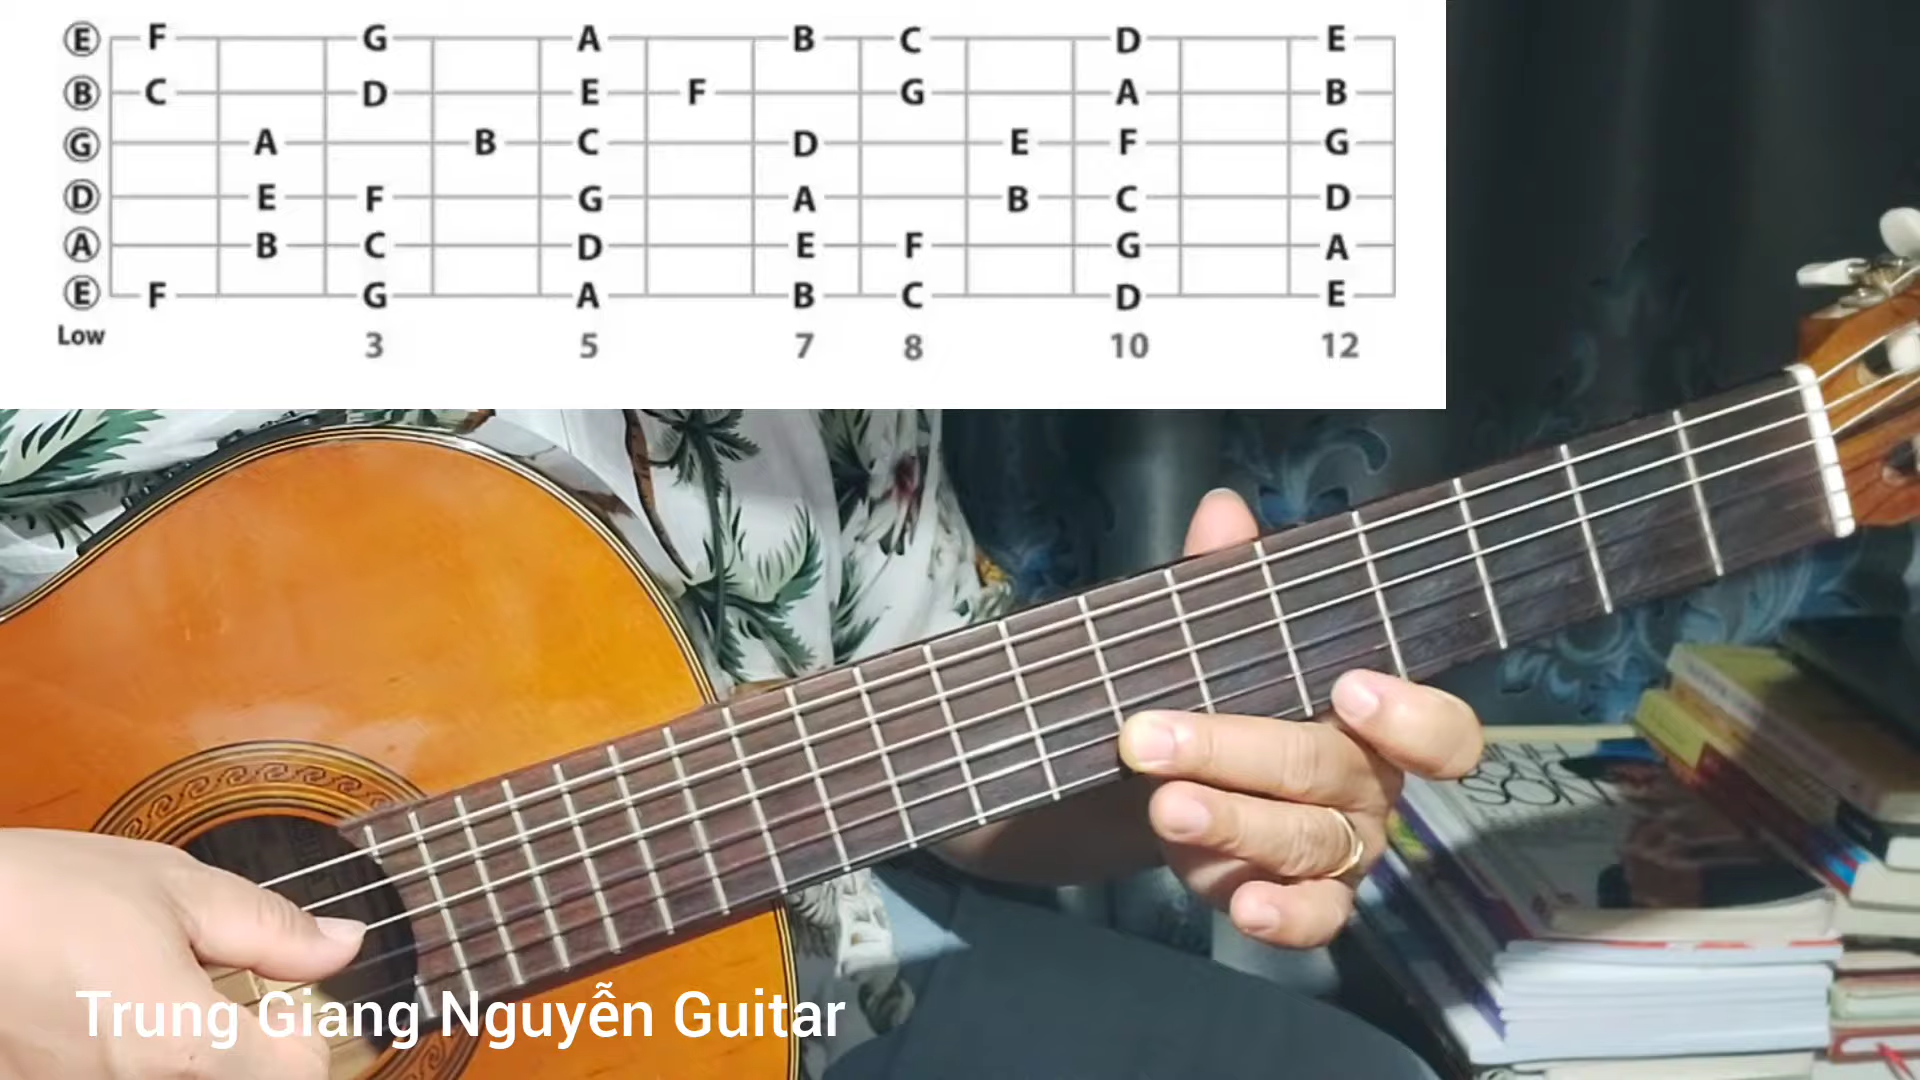 Ⓔ F G A B C D E
Ⓑ C D E F G A B
Ⓖ A B C D E F G
Ⓓ E F G A B C D
Ⓐ B C D E F G A
Ⓔ F G A B C D E
Low 3 5 7 8 10 12
Trung Giang Nguyễn Guitar